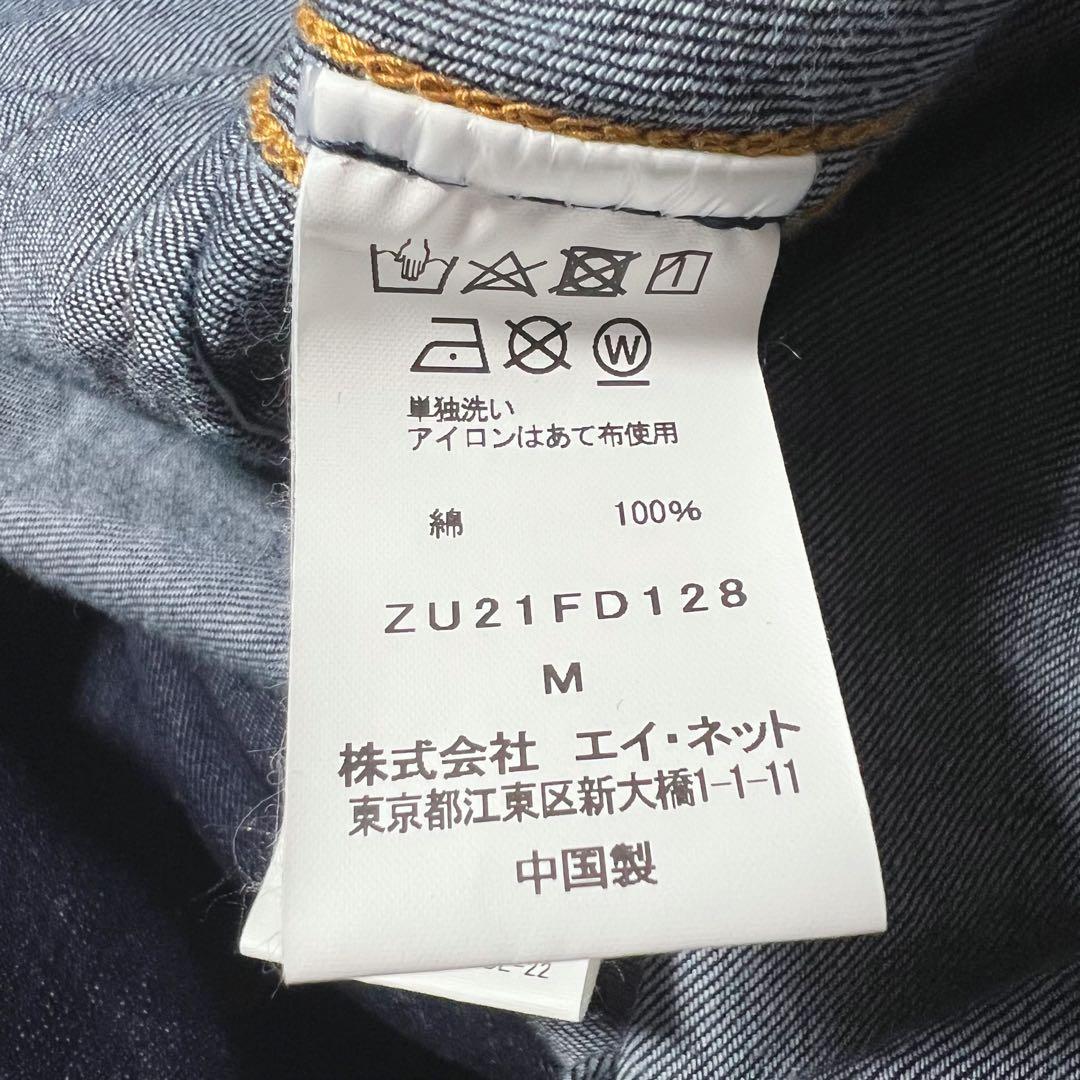 W
単独洗い
アイロンはあて布使用
綿 100%
ZU21FD128
M
株式会社 エイ・ネット
東京都江東区新大橋1-1-11
中国製
-22